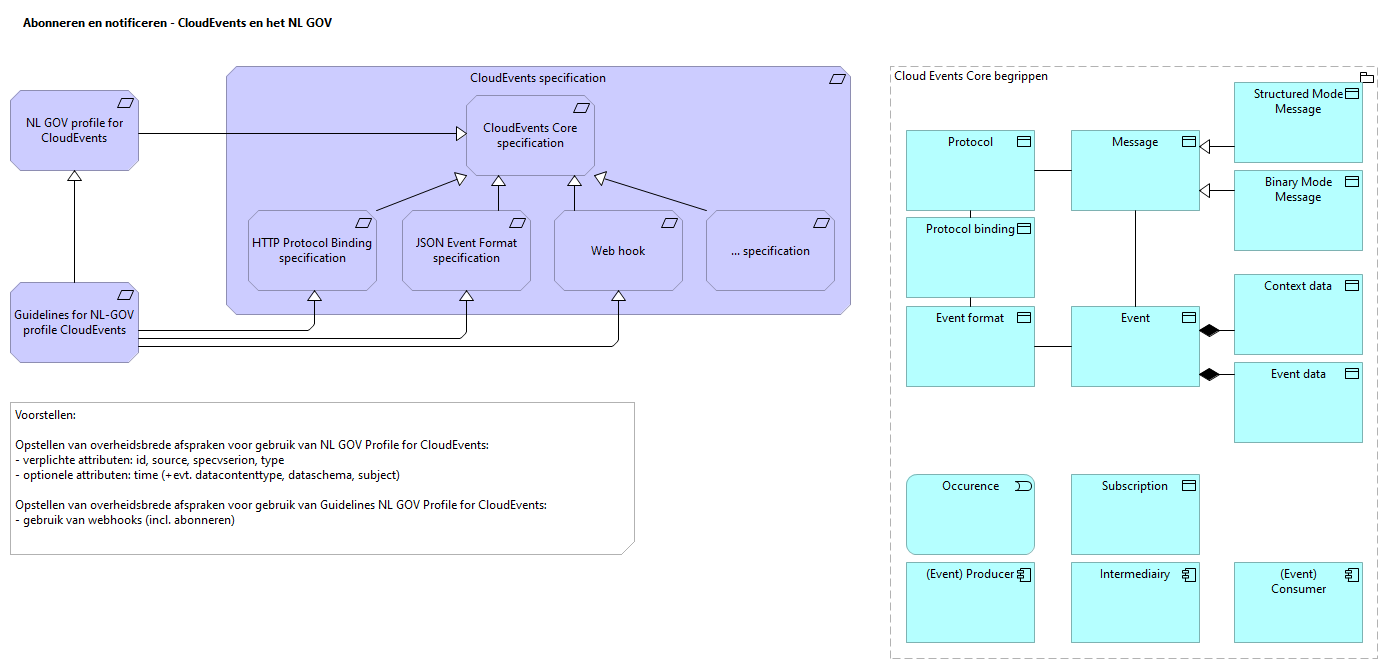 Abonneren en notificeren - CloudEvents en het NL GOV
NL GOV profile for
CloudEvents
Guidelines for NL-GOV
profile CloudEvents
CloudEvents specification
CloudEvents Core
specification
HTTP Protocol Binding
specification
JSON Event Format
specification
Web hook
... specification
Voorstellen:
Opstellen van overheidsbrede afspraken voor gebruik van NL GOV Profile for CloudEvents:
- verplichte attributen: id, source, specvserion, type
- optionele attributen: time (+evt. datacontenttype, dataschema, subject)
Opstellen van overheidsbrede afspraken voor gebruik van Guidelines NL GOV Profile for CloudEvents:
- gebruik van webhooks (incl. abonneren)
Cloud Events Core begrippen
Protocol
Message
Structured Mode
Message
Binary Mode
Message
Protocol binding
Event format
Event
Context data
Event data
Occurence
Subscription
(Event) Producer
Intermediairy
(Event)
Consumer